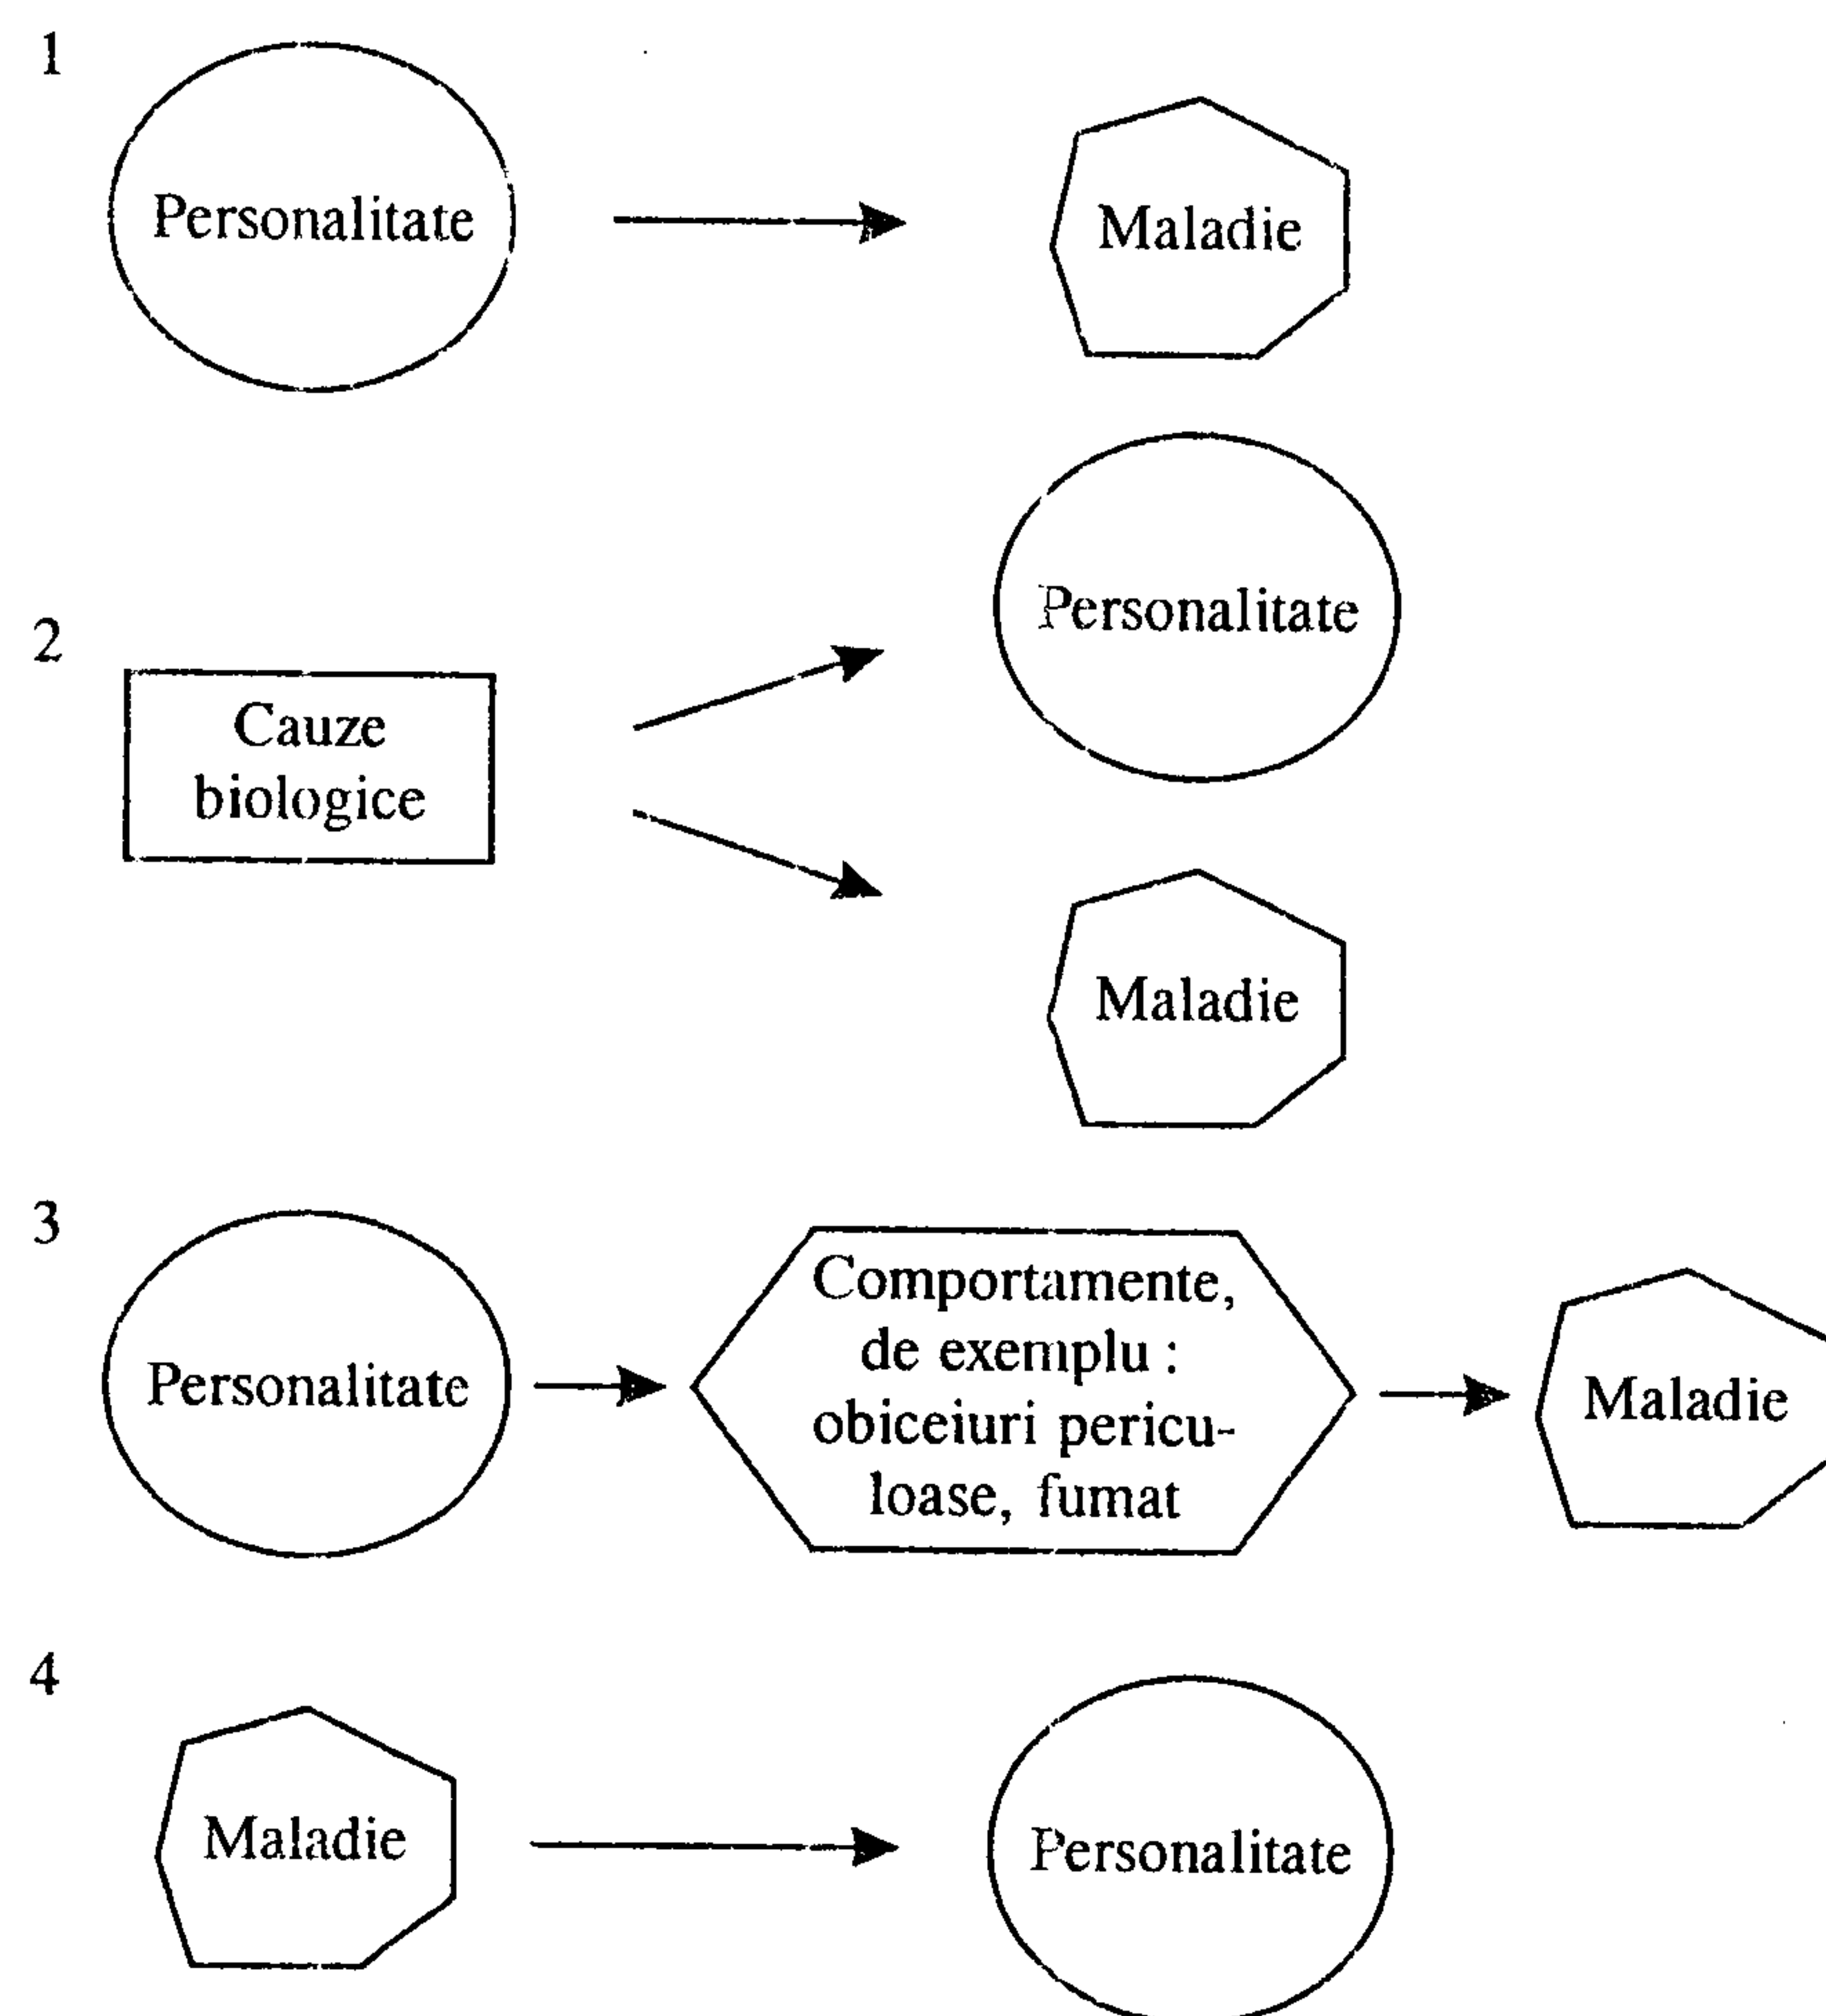 1
Personalitate
Maladie
2
Cauze
biologice
Personalitate
Maladie
3
Personalitate
Comportamente,
de exemplu :
obiceiuri pericu-
loase, fumat
Maladie
4
Maladie
Personalitate